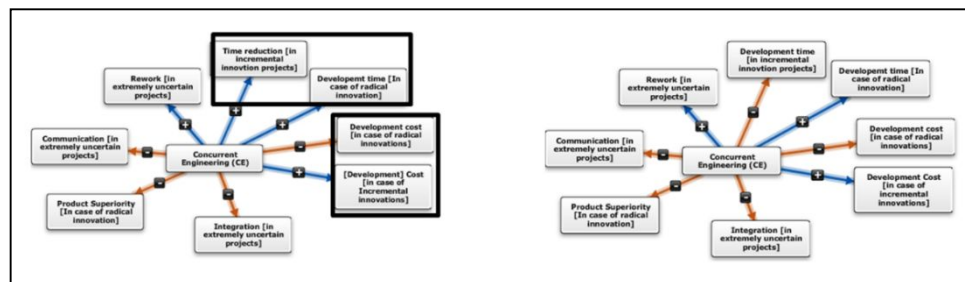 Time reduction [in
incremental
innovtion projects]
Rework [in
extremely uncertain
projects]
Developemt time [In
case of radical
innovation]
+
+
+
Communication [in
extremely uncertain
projects]
-
Concurrent
Engineering (CE)
-
Development cost
[in case of radical
innovations]
-
+
[Development] Cost
[in case of
Incremental
innovations]
Product Superiority
[In case of radical
innovation]
-
Integration [in
extremely uncertain
projects]
Development time
[in incremental
innovtion projects]
Rework [in
extremely uncertain
projects]
Developemt time [In
case of radical
innovation]
-
+
+
Communication [in
extremely uncertain
projects]
-
Concurrent
Engineering (CE)
-
Development cost
[in case of radical
innovations]
-
+
Development Cost
[in case of
Incremental
innovations]
Product Superiority
[In case of radical
innovation]
-
Integration [in
extremely uncertain
projects]